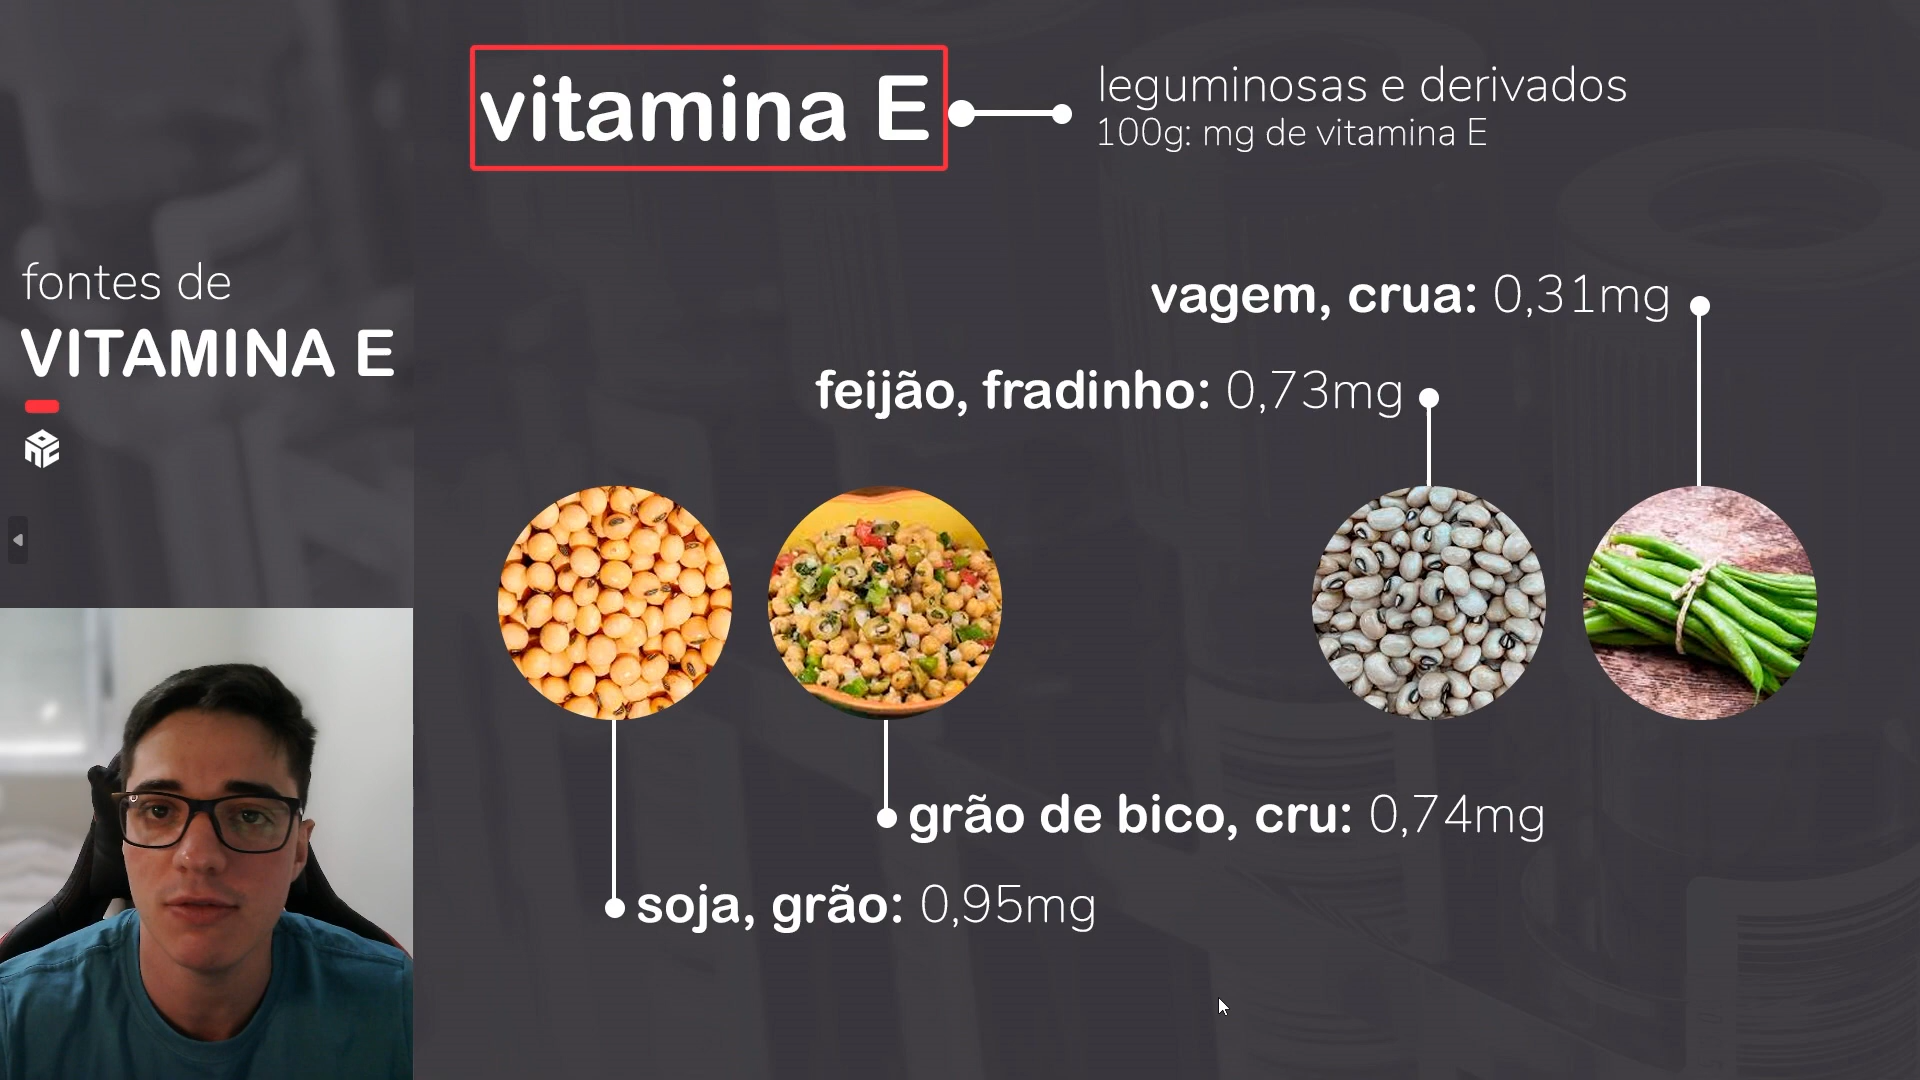 fontes de
VITAMINA E
vitamina E
leguminosas e derivados
100g: mg de vitamina E
vagem, crua: 0,31mg
feijão, fradinho: 0,73mg
grão de bico, cru: 0,74mg
soja, grão: 0,95mg